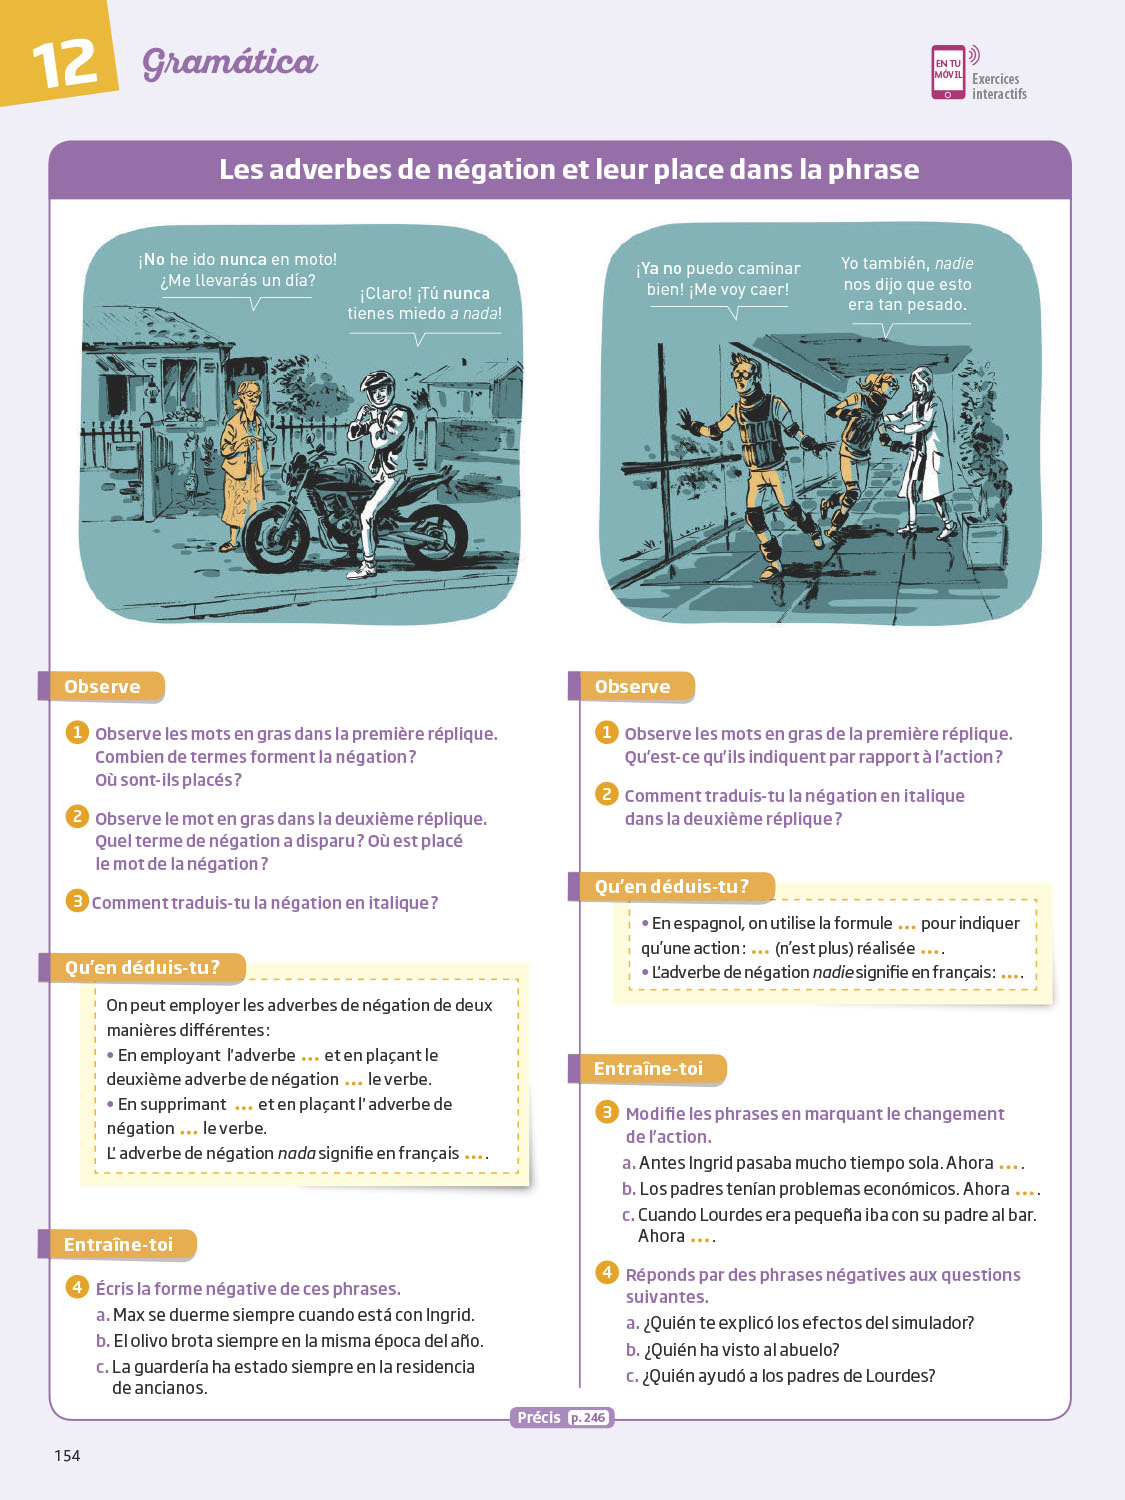 12
Gramática
EN TU
MÓVIL
Exercices
interactifs
Les adverbes de négation et leur place dans la phrase
¡No he ido nunca en moto!
¿Me llevarás un día?
¡Claro! ¡Tú nunca
tienes miedo a nada!
¡Ya no puedo caminar
bien! ¡Me voy caer!
Yo también, nadie
nos dijo que esto
era tan pesado.
Observe
1 Observe les mots en gras dans la première réplique.
Combien de termes forment la négation ?
Où sont-ils placés ?
2 Observe le mot en gras dans la deuxième réplique.
Quel terme de négation a disparu ? Où est placé
le mot de la négation ?
3 Comment traduis-tu la négation en italique ?
Qu'en déduis-tu ?
On peut employer les adverbes de négation de deux
manières différentes :
• En employant l'adverbe ... et en plaçant le
deuxième adverbe de négation ... le verbe.
• En supprimant ... et en plaçant l' adverbe de
négation ... le verbe.
L' adverbe de négation nada signifie en français ... .
Entraîne-toi
4 Écris la forme négative de ces phrases.
a. Max se duerme siempre cuando está con Ingrid.
b. El olivo brota siempre en la misma época del año.
c. La guardería ha estado siempre en la residencia
de ancianos.
Observe
1 Observe les mots en gras de la première réplique.
Qu'est-ce qu'ils indiquent par rapport à l'action ?
2 Comment traduis-tu la négation en italique
dans la deuxième réplique ?
Qu'en déduis-tu ?
• En espagnol, on utilise la formule ... pour indiquer
qu'une action : ... (n'est plus) réalisée ... .
• L'adverbe de négation nadie signifie en français : ... .
Entraîne-toi
3 Modifie les phrases en marquant le changement
de l'action.
a. Antes Ingrid pasaba mucho tiempo sola. Ahora ... .
b. Los padres tenían problemas económicos. Ahora ... .
c. Cuando Lourdes era pequeña iba con su padre al bar.
Ahora ... .
4 Réponds par des phrases négatives aux questions
suivantes.
a. ¿Quién te explicó los efectos del simulador?
b. ¿Quién ha visto al abuelo?
c. ¿Quién ayudó a los padres de Lourdes?
Précis p. 246
154